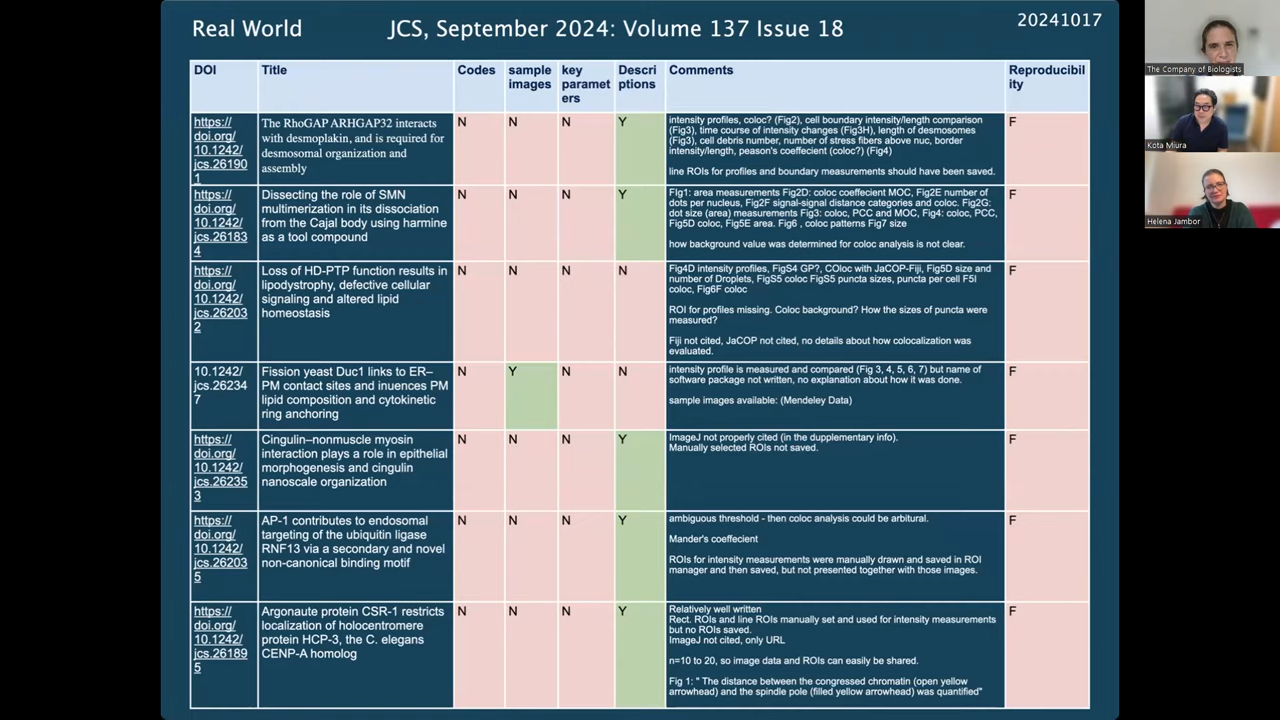 Real World
JCS, September 2024: Volume 137 Issue 18
20241017
DOI
Title
Codes
sample
images
key
paramet
ers
Descri
ptions
Comments
Reproducibil
ity
https://
doi.org/
10.1242/
jcs.26190
1
The RhoGAP ARHGAP32 interacts
with desmoplakin, and is required for
desmosomal organization and
assembly
N
N
N
Y
intensity profiles, coloc? (Fig2), cell boundary intensity/length comparison
(Fig3), time course of intensity changes (Fig3H), length of desmosomes
(Fig3), cell debris number, number of stress fibers above nuc, border
intensity/length, peason's coeffecient (coloc?) (Fig4)
line ROIs for profiles and boundary measurements should have been saved.
F
https://
doi.org/
10.1242/
jcs.26183
4
Dissecting the role of SMN
multimerization in its dissociation
from the Cajal body using harmine
as a tool compound
N
N
N
Y
FIg1: area measurements Fig2D: coloc coeffecient MOC, Fig2E number of
dots per nucleus, Fig2F signal-signal distance categories and coloc. Fig2G:
dot size (area) measurements Fig3: coloc, PCC and MOC, Fig4: coloc, PCC,
Fig5D coloc, Fig5E area. Fig6 , coloc patterns Fig7 size
how background value was determined for coloc analysis is not clear.
F
https://
doi.org/
10.1242/
jcs.26203
2
Loss of HD-PTP function results in
lipodystrophy, defective cellular
signaling and altered lipid
homeostasis
N
N
N
N
Fig4D intensity profiles, FigS4 GP?, COloc with JaCOP-Fiji, Fig5D size and
number of Droplets, FigS5 coloc FigS5 puncta sizes, puncta per cell F5I
coloc, Fig6F coloc
ROI for profiles missing. Coloc background? How the sizes of puncta were
measured?
Fiji not cited, JaCOP not cited, no details about how colocalization was
evaluated.
F
10.1242/
jcs.26234
7
Fission yeast Duc1 links to ER–
PM contact sites and inuences PM
lipid composition and cytokinetic
ring anchoring
N
Y
N
N
intensity profile is measured and compared (Fig 3, 4, 5, 6, 7) but name of
software package not written, no explanation about how it was done.
sample images available: (Mendeley Data)
F
https://
doi.org/
10.1242/
jcs.26235
3
Cingulin–nonmuscle myosin
interaction plays a role in epithelial
morphogenesis and cingulin
nanoscale organization
N
N
N
Y
ImageJ not properly cited (in the dupplementary info).
Manually selected ROIs not saved.
F
https://
doi.org/
10.1242/
jcs.26203
5
AP-1 contributes to endosomal
targeting of the ubiquitin ligase
RNF13 via a secondary and novel
non-canonical binding motif
N
N
N
Y
ambiguous threshold - then coloc analysis could be arbitural.
Mander's coeffecient
ROIs for intensity measurements were manually drawn and saved in ROI
manager and then saved, but not presented together with those images.
F
https://
doi.org/
10.1242/
jcs.26189
5
Argonaute protein CSR-1 restricts
localization of holocentromere
protein HCP-3, the C. elegans
CENP-A homolog
N
N
N
Y
Relatively well written
Rect. ROIs and line ROIs manually set and used for intensity measurements
but no ROIs saved.
ImageJ not cited, only URL
n=10 to 20, so image data and ROIs can easily be shared.
Fig 1: " The distance between the congressed chromatin (open yellow
arrowhead) and the spindle pole (filled yellow arrowhead) was quantified"
F
The Company of Biologists
Kota Miura
Helena Jambor